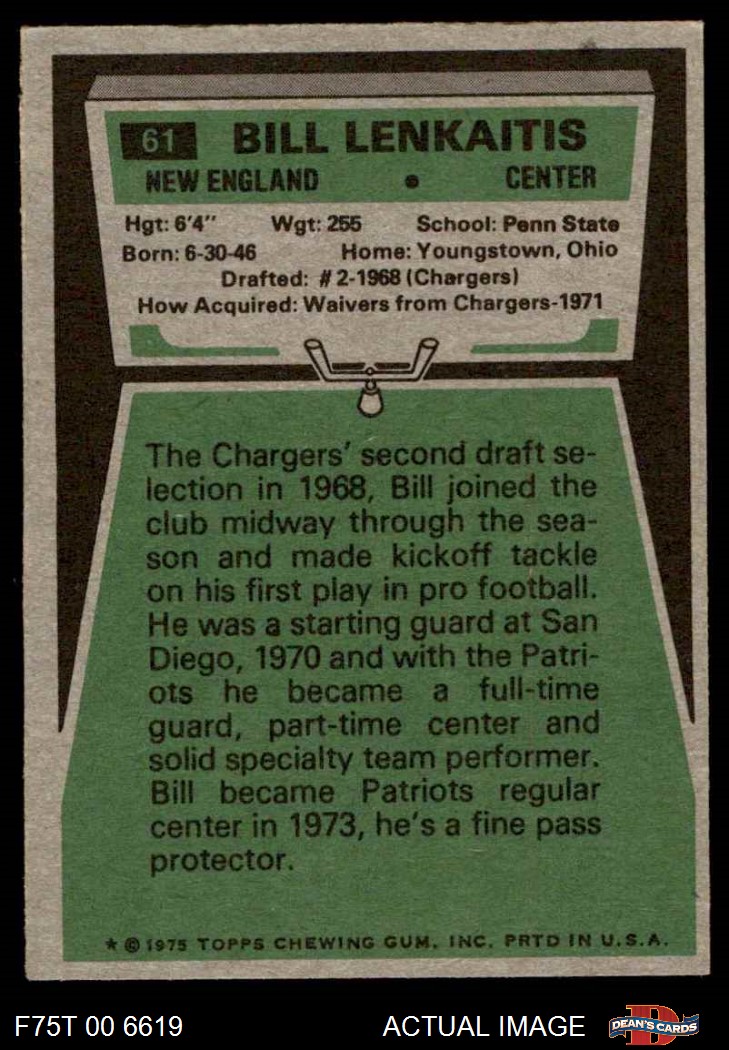 61 BILL LENKAITIS
NEW ENGLAND • CENTER
Hgt: 6'4" Wgt: 255 School: Penn State
Born: 6-30-46 Home: Youngstown, Ohio
Drafted: #2-1968 (Chargers)
How Acquired: Waivers from Chargers-1971
The Chargers' second draft se-
lection in 1968, Bill joined the
club midway through the sea-
son and made kickoff tackle
on his first play in pro football.
He was a starting guard at San
Diego, 1970 and with the Patri-
ots he became a full-time
guard, part-time center and
solid specialty team performer.
Bill became Patriots regular
center in 1973, he's a fine pass
protector.
* © 1975 TOPPS CHEWING GUM, INC. PRTD IN U.S.A.
F75T 00 6619 ACTUAL IMAGE DEAN'S CARDS